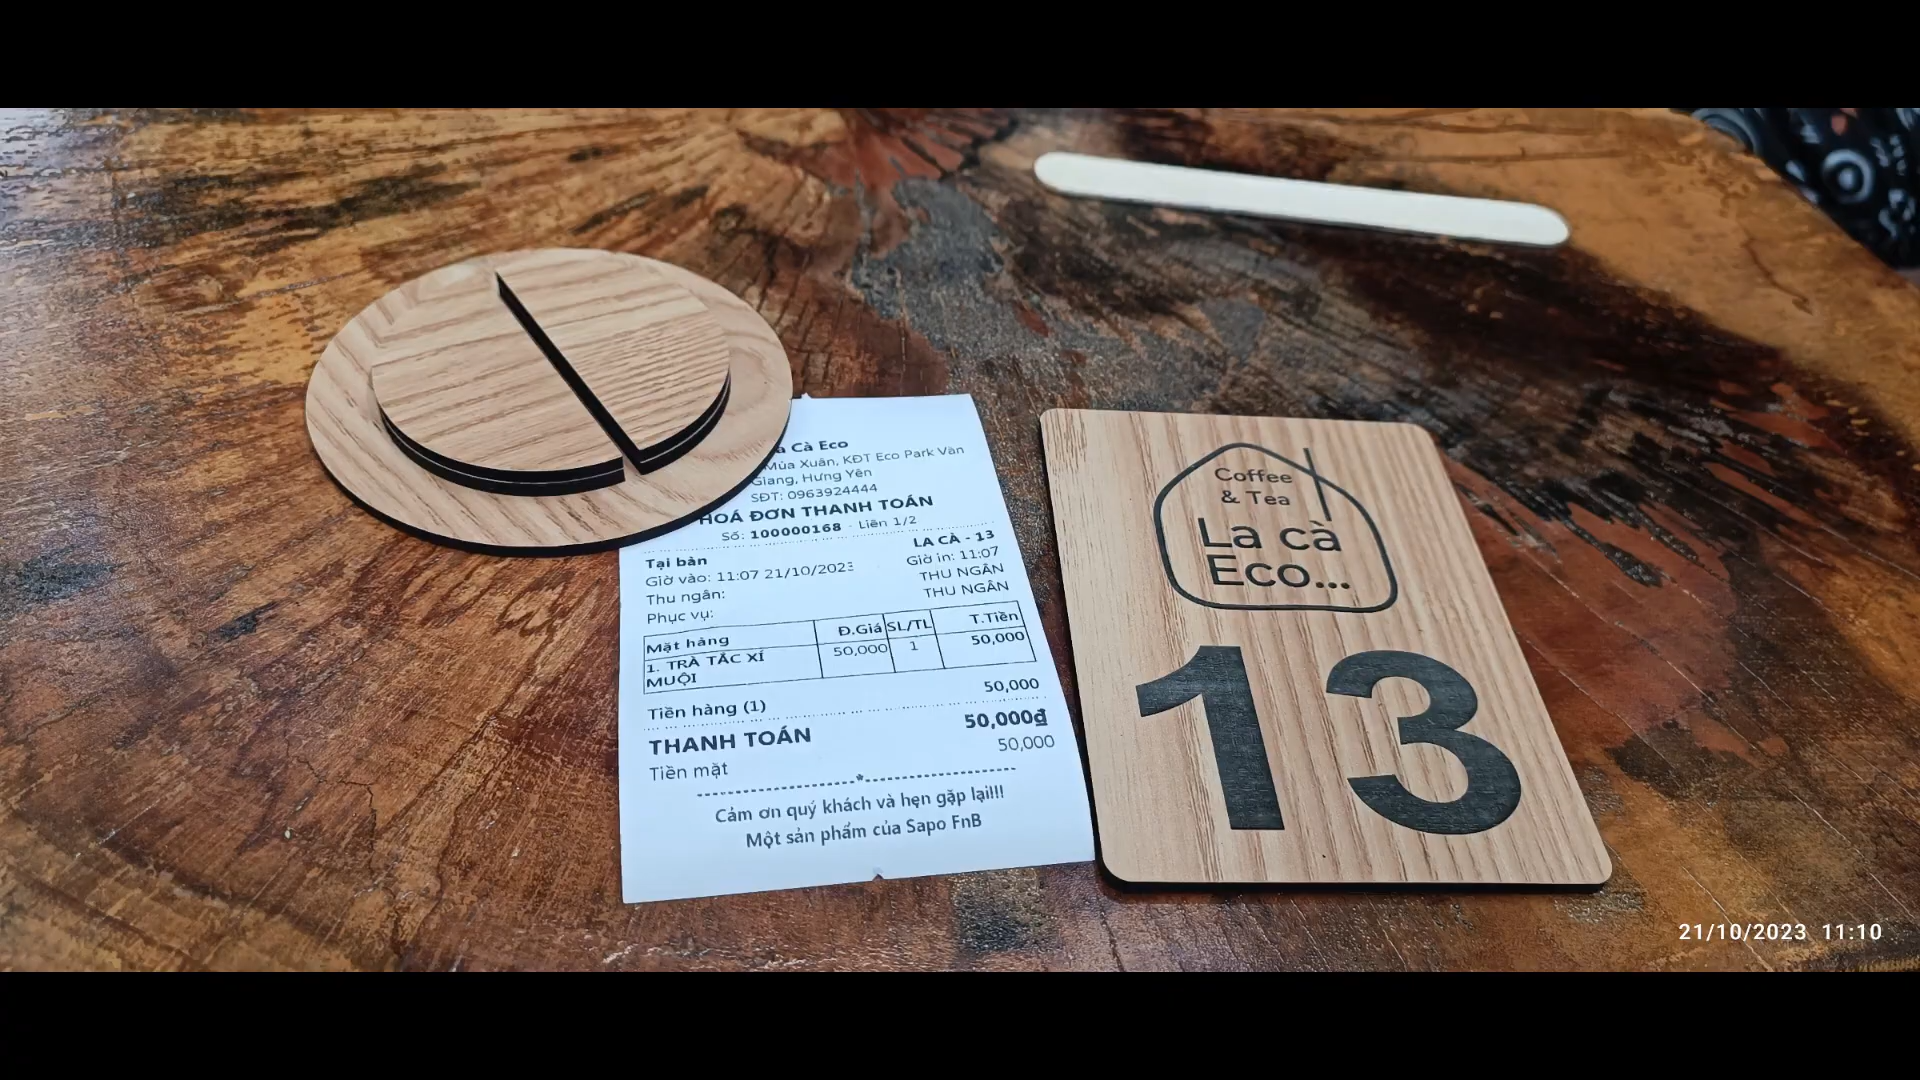 Cà Eco
Mùa Xuân, KĐT Eco Park Văn
Giang, Hưng Yên
SĐT: 0963924444
HOÁ ĐƠN THANH TOÁN
Số: 100000168 - Liên 1/2
LA CÀ - 13
Tại bàn
Giờ vào: 11:07 21/10/2023
Giờ in: 11:07
Thu ngân:
THU NGÂN
Phục vụ:
THU NGÂN
Mặt hàng Đ.Giá SL/TL T.Tiền
1. TRÀ TẮC XÍ 50,000 1 50,000
MUỘI
Tiền hàng (1) 50,000
THANH TOÁN 50,000₫
Tiền mặt 50,000
Cảm ơn quý khách và hẹn gặp lại!!!
Một sản phẩm của Sapo FnB
Coffee
& Tea
La cà
Eco...
13
21/10/2023 11:10